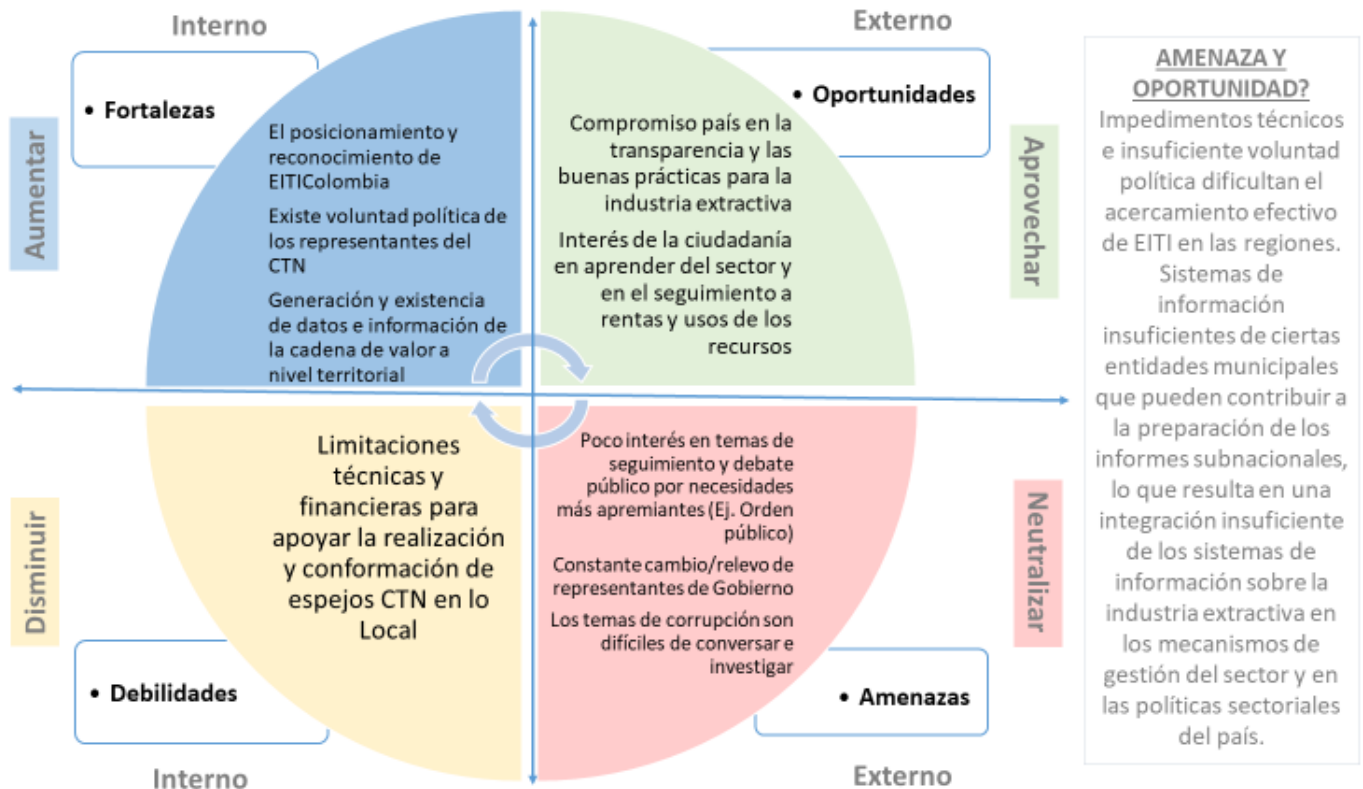 Interno
• Fortalezas
Aumentar
El posicionamiento y
reconocimiento de
EITIColombia
Existe voluntad política de
los representantes del
CTN
Generación y existencia
de datos e información de
la cadena de valor a
nivel territorial
Externo
• Oportunidades
Aprovechar
Compromiso país en la
transparencia y las
buenas prácticas para la
industria extractiva
Interés de la ciudadanía
en aprender del sector y
en el seguimiento a
rentas y usos de los
recursos
Disminuir
Limitaciones
técnicas y
financieras para
apoyar la realización
y conformación de
espejos CTN en lo
Local
• Debilidades
Interno
Poco interés en temas de
seguimiento y debate
público por necesidades
más apremiantes (Ej. Orden
público)
Constante cambio/relevo de
representantes de Gobierno
Los temas de corrupción son
difíciles de conversar e
investigar
Neutralizar
• Amenazas
Externo
AMENAZA Y
OPORTUNIDAD?
Impedimentos técnicos
e insuficiente voluntad
política dificultan el
acercamiento efectivo
de EITI en las regiones.
Sistemas de
información
insuficientes de ciertas
entidades municipales
que pueden contribuir a
la preparación de los
informes subnacionales,
lo que resulta en una
integración insuficiente
de los sistemas de
información sobre la
industria extractiva en
los mecanismos de
gestión del sector y en
las políticas sectoriales
del país.